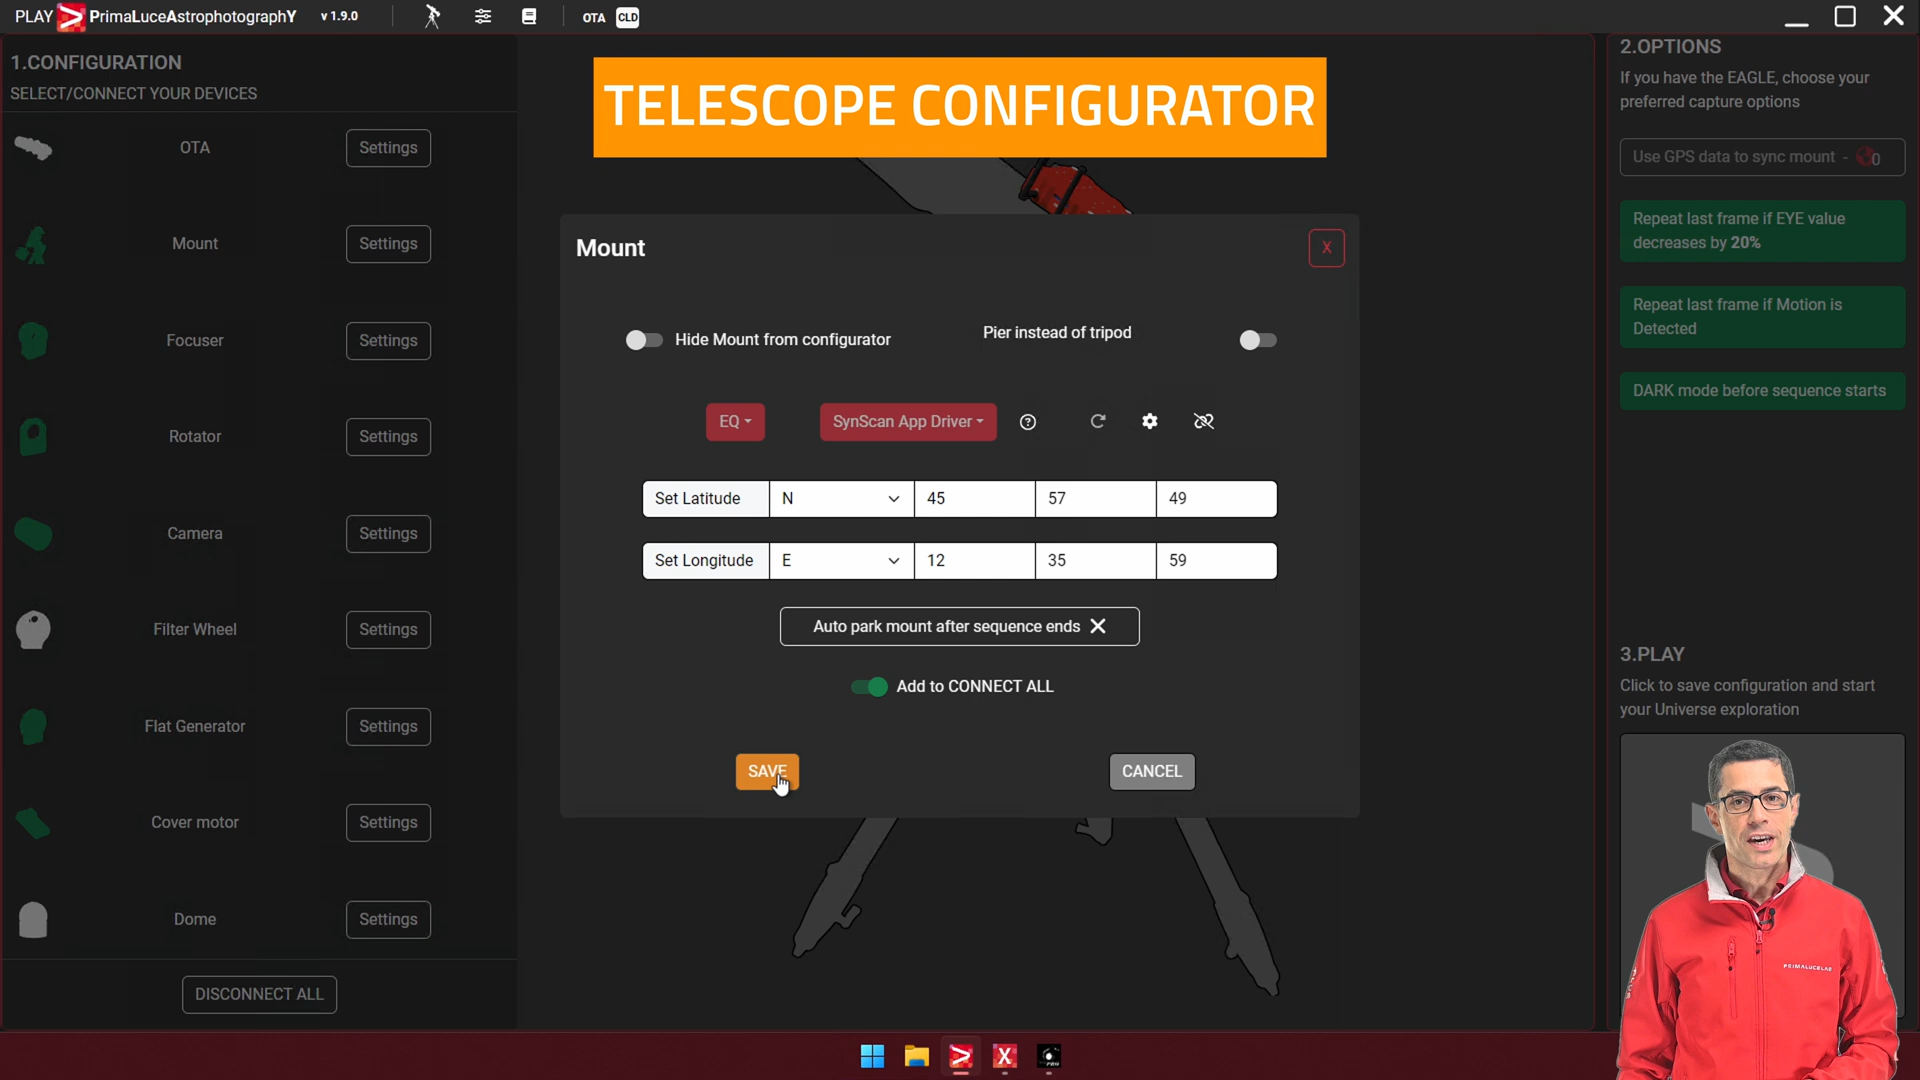 PLAY PrimaLuceAstrophotographY v 1.9.0 OTA CLD
1.CONFIGURATION
SELECT/CONNECT YOUR DEVICES
OTA Settings
Mount Settings
Focuser Settings
Rotator Settings
Camera Settings
Filter Wheel Settings
Flat Generator Settings
Cover motor Settings
Dome Settings
DISCONNECT ALL
TELESCOPE CONFIGURATOR
Mount X
Hide Mount from configurator Pier instead of tripod
EQ SynScan App Driver
Set Latitude N 45 57 49
Set Longitude E 12 35 59
Auto park mount after sequence ends
Add to CONNECT ALL
SAVE CANCEL
2.OPTIONS
If you have the EAGLE, choose your
preferred capture options
Use GPS data to sync mount - 0
Repeat last frame if EYE value
decreases by 20%
Repeat last frame if Motion is
Detected
DARK mode before sequence starts
3.PLAY
Click to save configuration and start
your Universe exploration
PRIMALUCELAB